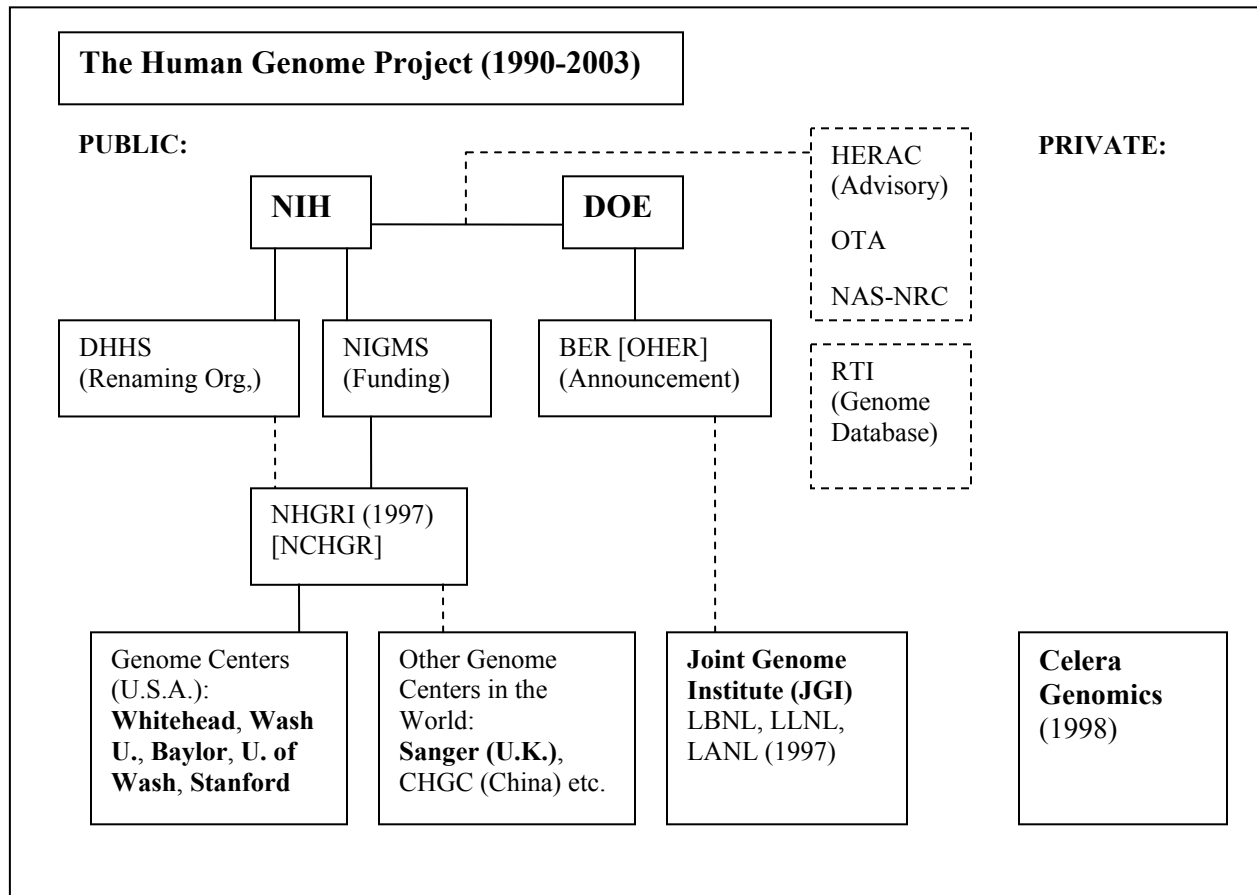 The Human Genome Project (1990-2003)
PUBLIC:
PRIVATE:
NIH
DOE
HERAC
(Advisory)
OTA
NAS-NRC
DHHS
(Renaming Org,)
NIGMS
(Funding)
BER [OHER]
(Announcement)
RTI
(Genome
Database)
NHGRI (1997)
[NCHGR]
Genome Centers
(U.S.A.):
Whitehead, Wash
U., Baylor, U. of
Wash, Stanford
Other Genome
Centers in the
World:
Sanger (U.K.),
CHGC (China) etc.
Joint Genome
Institute (JGI)
LBNL, LLNL,
LANL (1997)
Celera
Genomics
(1998)